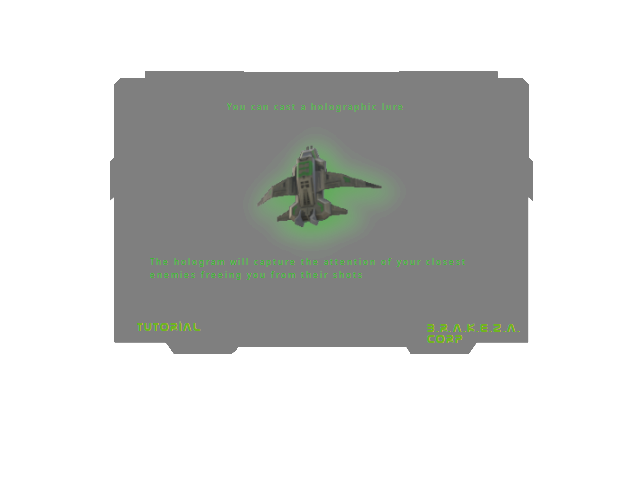 You can cast a holographic lure
The hologram will capture the attention of your closest
enemies freeing you from their shots
TUTORIAL
B.R.A.K.E.R.A.
CORP